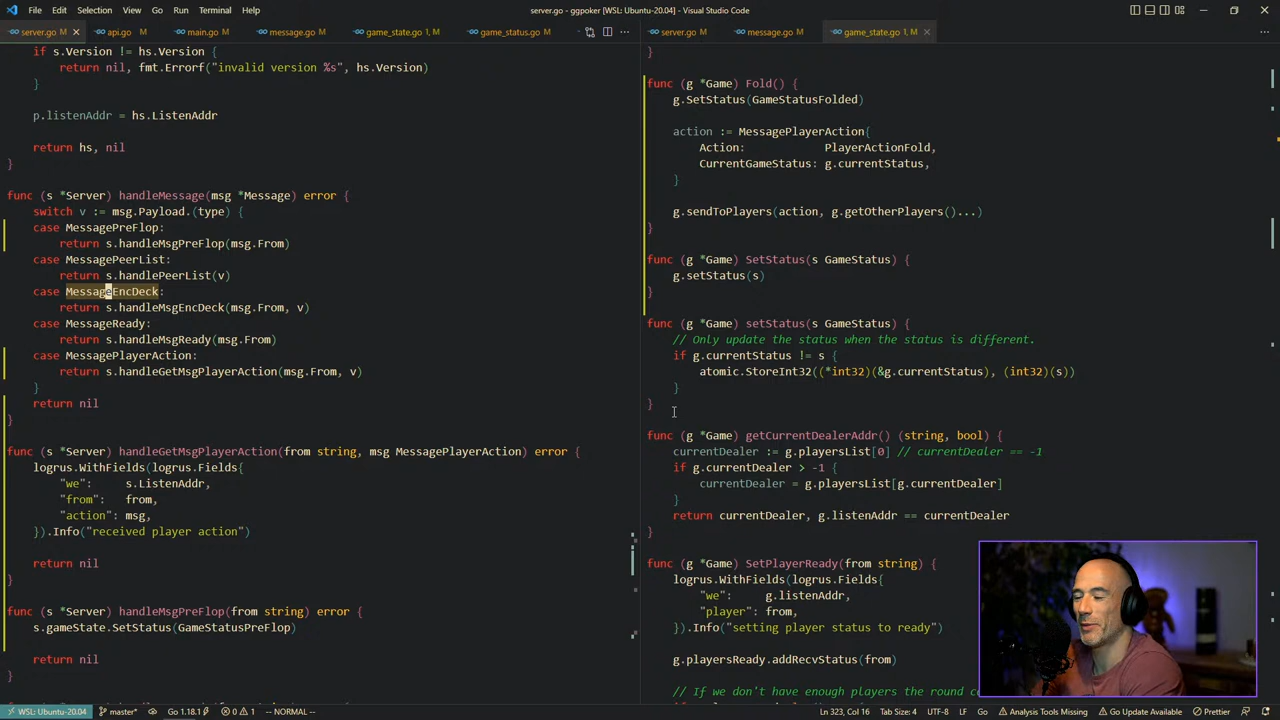 File Edit Selection View Go Run Terminal Help
server.go - ggpoker [WSL: Ubuntu-20.04] - Visual Studio Code
server.go M api.go M main.go M message.go M game_state.go 1, M game_status.go
if s.Version != hs.Version {
return nil, fmt.Errorf("invalid version %s", hs.Version)
}
p.listenAddr = hs.ListenAddr
return hs, nil
}
func (s *Server) handleMessage(msg *Message) error {
switch v := msg.Payload.(type) {
case MessagePreFlop:
return s.handleMsgPreFlop(msg.From)
case MessagePeerList:
return s.handlePeerList(v)
case MessageEncDeck:
return s.handleMsgEncDeck(msg.From, v)
case MessageReady:
return s.handleMsgReady(msg.From)
case MessagePlayerAction:
return s.handleGetMsgPlayerAction(msg.From, v)
}
return nil
}
func (s *Server) handleGetMsgPlayerAction(from string, msg MessagePlayerAction) error {
logrus.WithFields(logrus.Fields{
"we": s.ListenAddr,
"from": from,
"action": msg,
}).Info("received player action")
return nil
}
func (s *Server) handleMsgPreFlop(from string) error {
s.gameState.SetStatus(GameStatusPreFlop)
return nil
}
server.go M message.go M game_state.go 1, M
}
func (g *Game) Fold() {
g.SetStatus(GameStatusFolded)
action := MessagePlayerAction{
Action: PlayerActionFold,
CurrentGameStatus: g.currentStatus,
}
g.sendToPlayers(action, g.getOtherPlayers()...)
}
func (g *Game) SetStatus(s GameStatus) {
g.setStatus(s)
}
func (g *Game) setStatus(s GameStatus) {
// Only update the status when the status is different.
if g.currentStatus != s {
atomic.StoreInt32((*int32)(&g.currentStatus), (int32)(s))
}
}
func (g *Game) getCurrentDealerAddr() (string, bool) {
currentDealer := g.playersList[0] // currentDealer == -1
if g.currentDealer > -1 {
currentDealer = g.playersList[g.currentDealer]
}
return currentDealer, g.listenAddr == currentDealer
}
func (g *Game) SetPlayerReady(from string) {
logrus.WithFields(logrus.Fields{
"we": g.listenAddr,
"player": from,
}).Info("setting player status to ready")
g.playersReady.addRecvStatus(from)
// If we don't have enough players the round
WSL: Ubuntu-20.04 master* Go 1.18.1 0 1 -- NORMAL -- Ln 323, Col 16 Tab Size: 4 UTF-8 LF Go Analysis Tools Missing Go Update Available Prettier